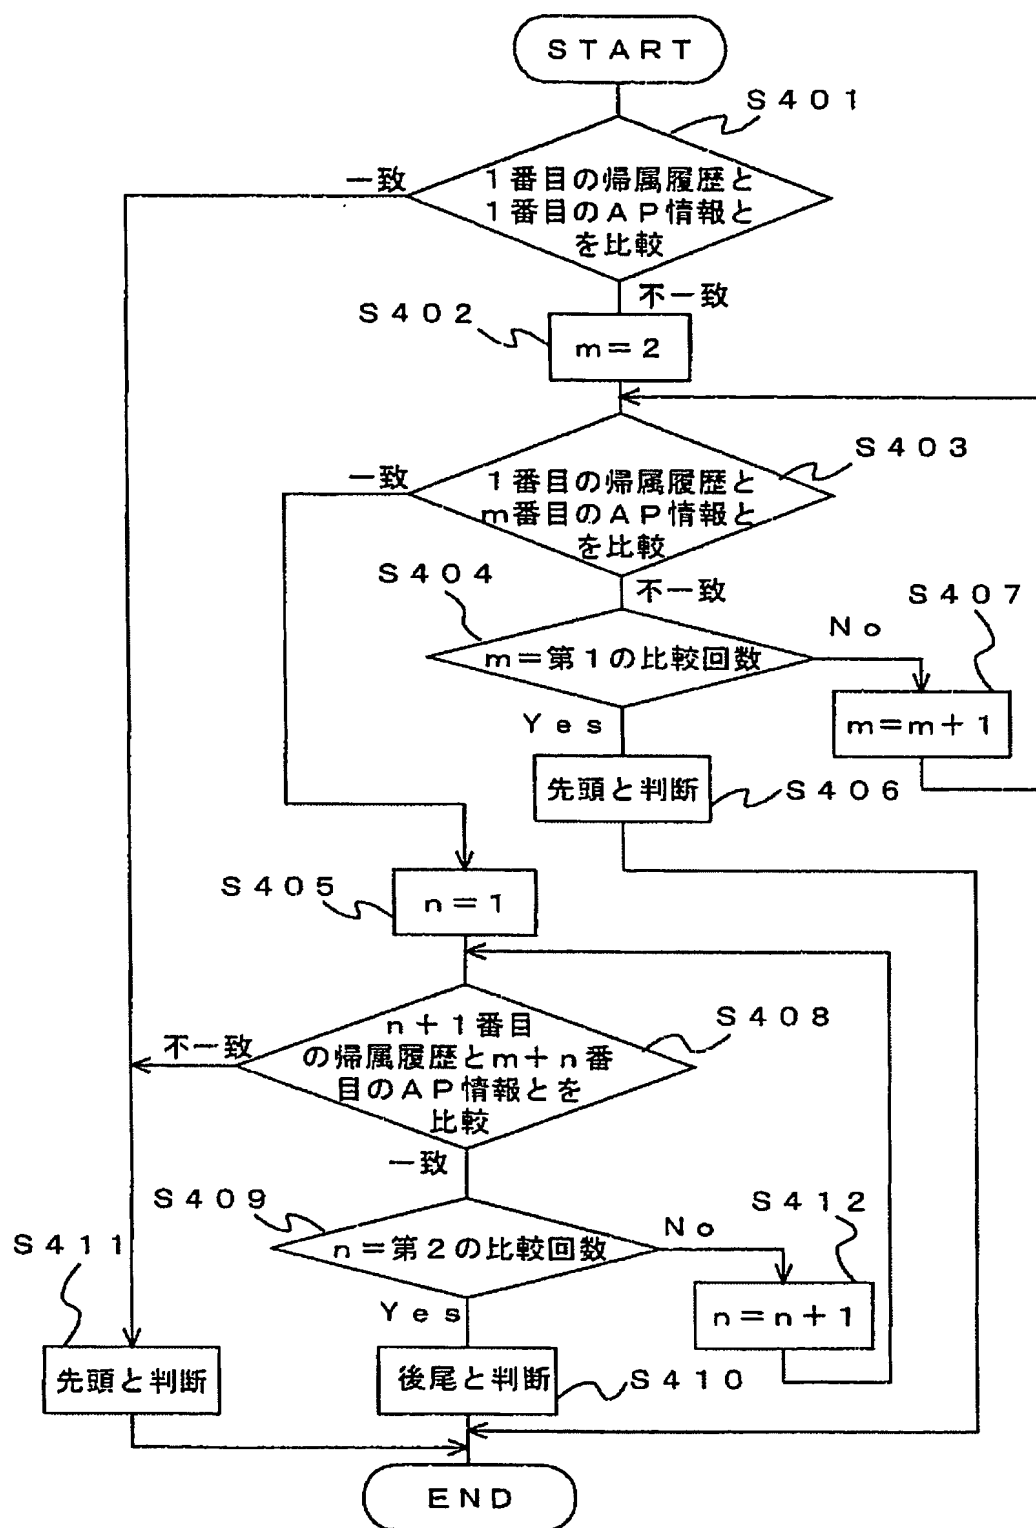 START
S401
一致
1番目の帰属履歴と
1番目のAP情報と
を比較
不一致
S402
m=2
S403
一致
1番目の帰属履歴と
m番目のAP情報と
を比較
S404
不一致
S407
No
m=第1の比較回数
m=m+1
Yes
先頭と判断
S406
S405
n=1
S408
不一致
n+1番目
の帰属履歴とm+n番
目のAP情報とを
比較
一致
S409
S412
No
n=第2の比較回数
S411
n=n+1
Yes
先頭と判断
後尾と判断
S410
END